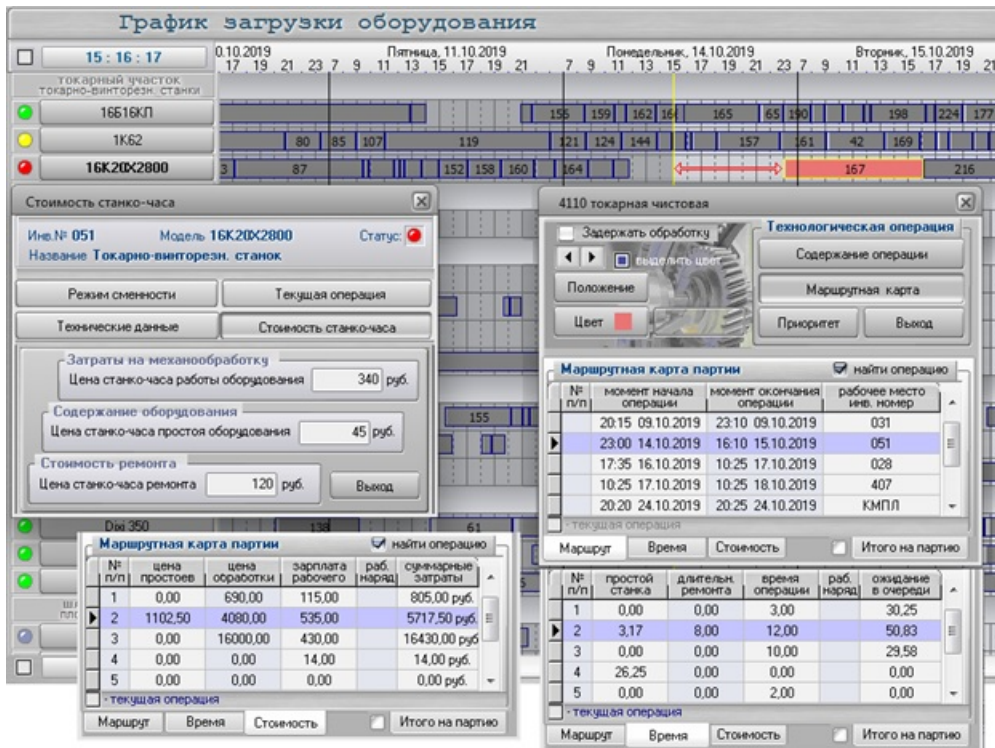 График загрузки оборудования
15 : 16 : 17
0.10.2019 Пятница, 11.10.2019 Понедельник, 14.10.2019 Вторник, 15.10.2019
17 19 21 23 7 9 11 13 15 17 19 21 7 9 11 13 15 17 19 21 23 7 9 11 13 15 17 19 21
токарный участок
токарно-винторезн. станки
16Б16КЛ 155 159 162 165 65 190 198 224 177
1К62 80 85 107 119 121 124 144 157 161 42 169
16К20Х2800 3 87 152 158 160 164 167 216
Стоимость станко-часа
Инв.№ 051 Модель 16К20Х2800 Статус:
Название Токарно-винторезн. станок
Режим сменности Текущая операция
Технические данные Стоимость станко-часа
Затраты на механообработку
Цена станко-часа работы оборудования 340 руб.
Содержание оборудования
Цена станко-часа простоя оборудования 45 руб.
Стоимость ремонта
Цена станко-часа ремонта 120 руб. Выход
155
Dixi 350 138 61
4110 токарная чистовая
Задержать обработку
выделить цвет
Положение
Цвет
Технологическая операция
Содержание операции
Маршрутная карта
Приоритет Выход
Маршрутная карта партии найти операцию
№ п/п момент начала операции момент окончания операции рабочее место инв. номер
20:15 09.10.2019 23:10 09.10.2019 031
23:00 14.10.2019 16:10 15.10.2019 051
17:35 16.10.2019 10:25 17.10.2019 028
10:25 17.10.2019 10:25 18.10.2019 407
20:20 24.10.2019 20:25 24.10.2019 КМПЛ
- текущая операция
Маршрут Время Стоимость Итого на партию
Маршрутная карта партии найти операцию
№ п/п цена простоев цена обработки зарплата рабочего раб. наряд суммарные затраты
1 0,00 690,00 115,00 805,00 руб.
2 1102,50 4080,00 535,00 5717,50 руб.
3 0,00 16000,00 430,00 16430,00 руб
4 0,00 0,00 14,00 14,00 руб.
5 0,00 0,00 0,00 0,00 руб.
- текущая операция
Маршрут Время Стоимость Итого на партию
№ п/п простой станка длительн. ремонта время операции раб. наряд ожидание в очереди
1 0,00 0,00 3,00 30,25
2 3,17 8,00 12,00 50,83
3 0,00 0,00 10,00 29,58
4 26,25 0,00 0,00 0,00
5 0,00 0,00 2,00 0,00
- текущая операция
Маршрут Время Стоимость Итого на партию